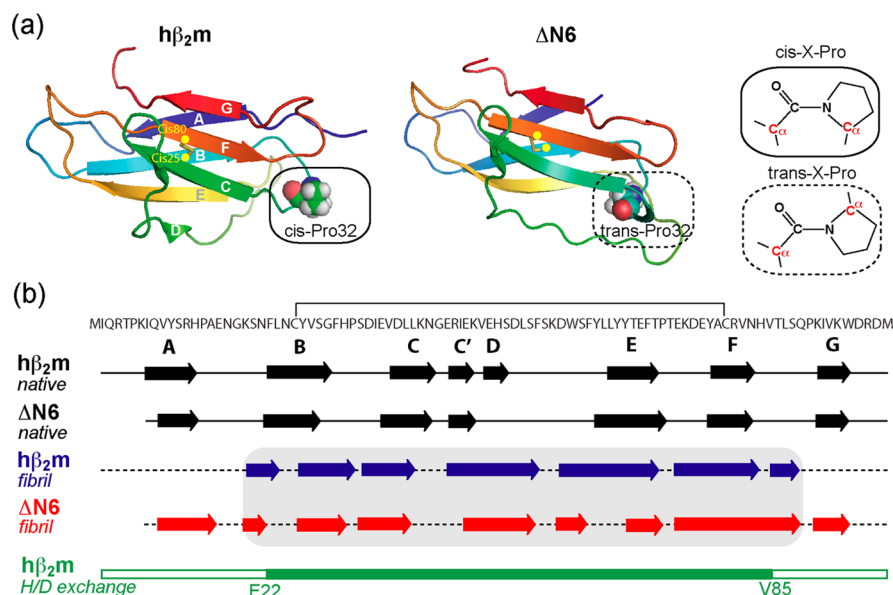 (a)
hβ₂m
ΔN6
cis-X-Pro
G
A
Cis80
F
Cis25
B
C
E
D
cis-Pro32
trans-Pro32
O
N
Cα
Cα
trans-X-Pro
O
N
Cα
Cα
(b)
MIQRTPKIQVYSRHPAENGKSNFLNCYVSGFHPSDIEVDLLKNGERIEKVEHSDLSFSKDWSFYLLYYTEFTPTEKDEYACRVNHVTLSQPKIVKWDRDM
A B C C' D E F G
hβ₂m
native
ΔN6
native
hβ₂m
fibril
ΔN6
fibril
hβ₂m
H/D exchange
F22 V85